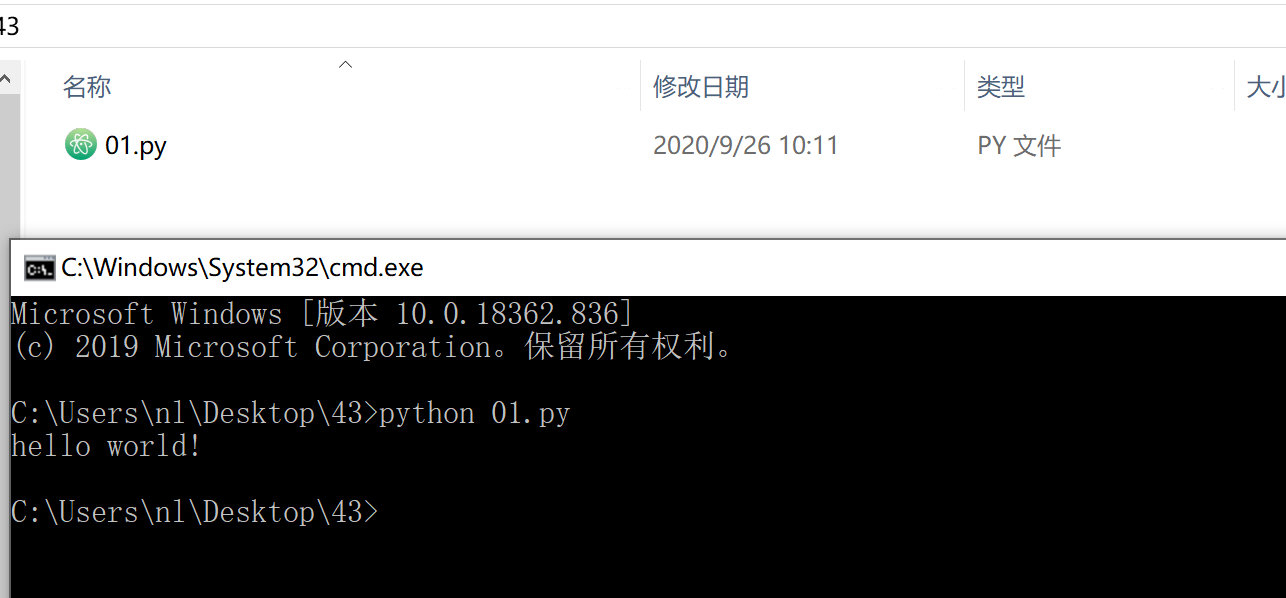 43
名称 修改日期 类型 大小
01.py 2020/9/26 10:11 PY 文件
C:\Windows\System32\cmd.exe
Microsoft Windows [版本 10.0.18362.836]
(c) 2019 Microsoft Corporation。保留所有权利。
C:\Users\nl\Desktop\43>python 01.py
hello world!
C:\Users\nl\Desktop\43>